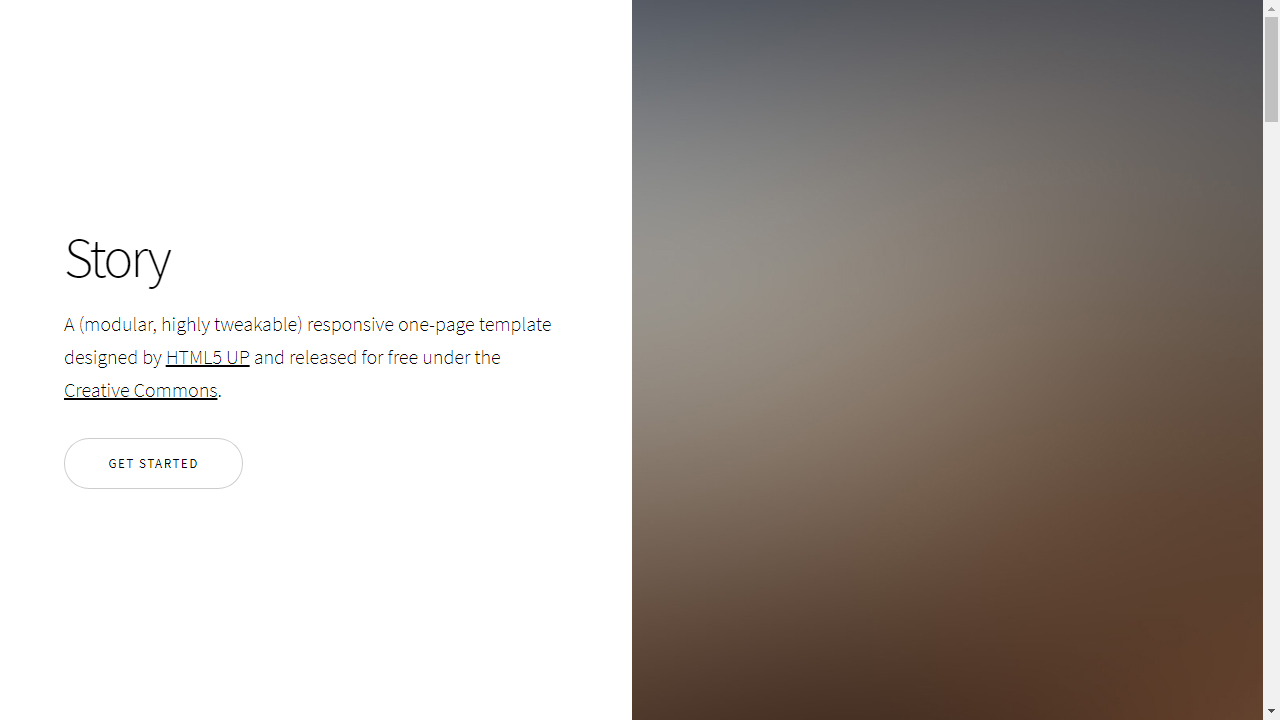 Story
A (modular, highly tweakable) responsive one-page template
designed by HTML5 UP and released for free under the
Creative Commons.
GET STARTED